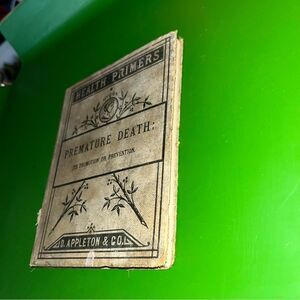 HEALTH PRIMERS
PREMATURE DEATH:
ITS PROMOTION OR PREVENTION.
D. APPLETON & CO.